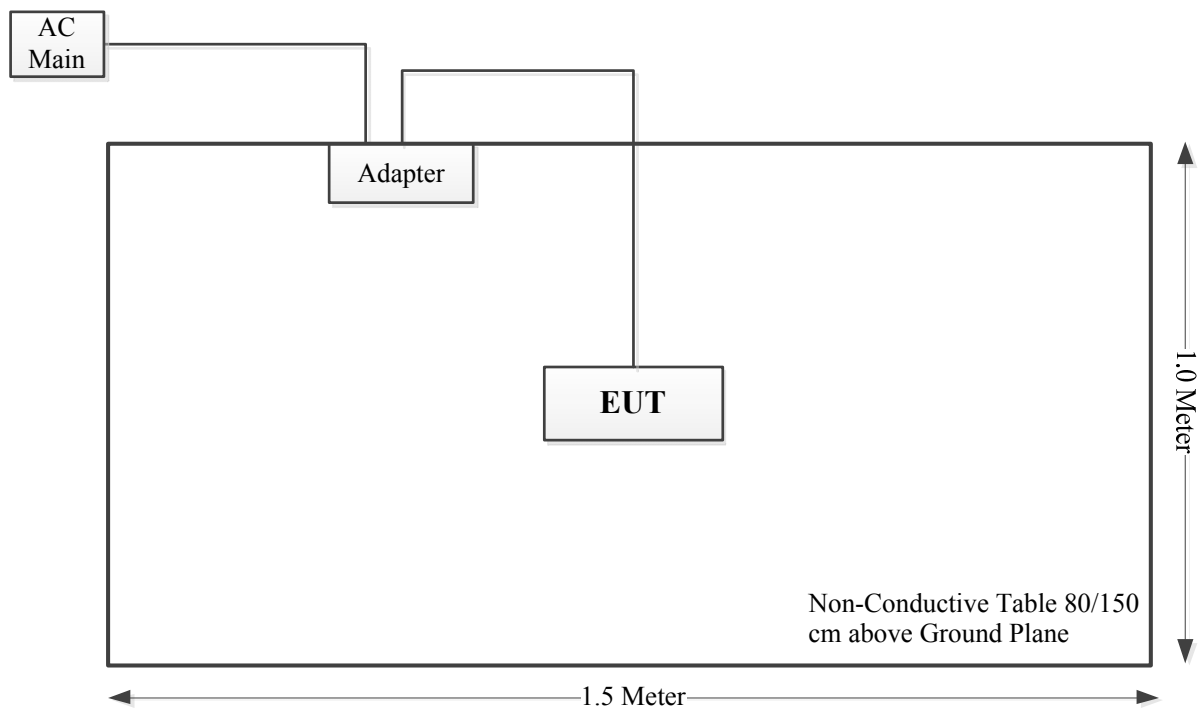 AC
Main
Adapter
EUT
1.0 Meter
Non-Conductive Table 80/150
cm above Ground Plane
1.5 Meter